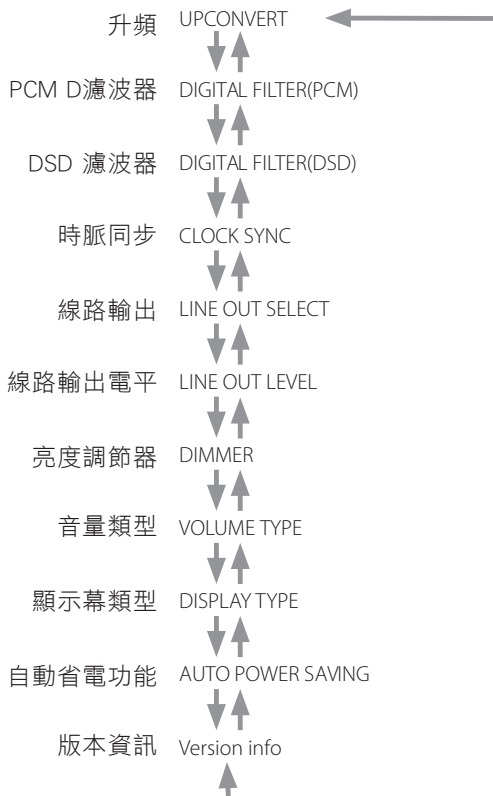 升頻 UPCONVERT
PCM D濾波器 DIGITAL FILTER(PCM)
DSD 濾波器 DIGITAL FILTER(DSD)
時脈同步 CLOCK SYNC
線路輸出 LINE OUT SELECT
線路輸出電平 LINE OUT LEVEL
亮度調節器 DIMMER
音量類型 VOLUME TYPE
顯示幕類型 DISPLAY TYPE
自動省電功能 AUTO POWER SAVING
版本資訊 Version info